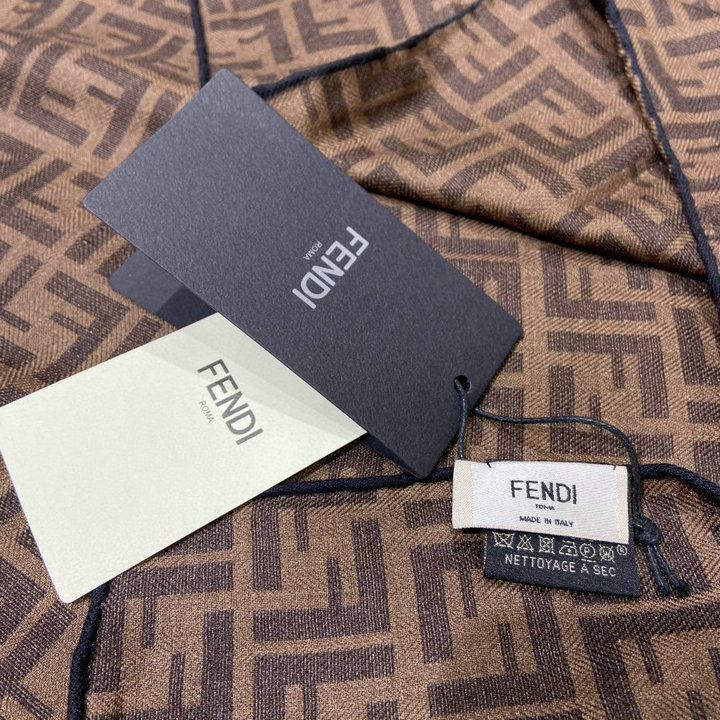 FENDI
ROMA
FENDI
ROMA
FENDI
ROMA
MADE IN ITALY
NETTOYAGE À SEC